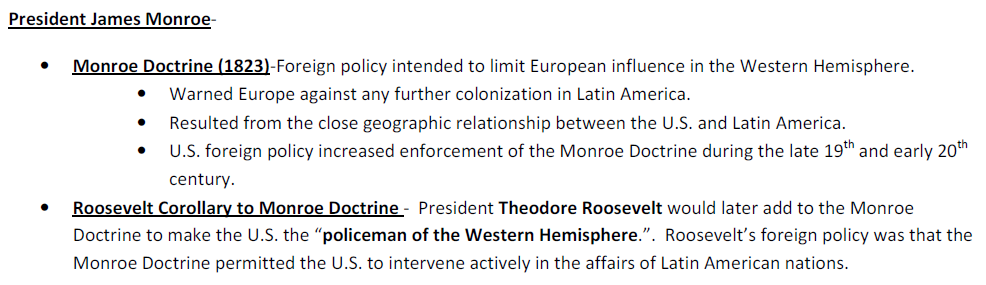 President James Monroe-
• Monroe Doctrine (1823)-Foreign policy intended to limit European influence in the Western Hemisphere.
• Warned Europe against any further colonization in Latin America.
• Resulted from the close geographic relationship between the U.S. and Latin America.
• U.S. foreign policy increased enforcement of the Monroe Doctrine during the late 19th and early 20th
century.
• Roosevelt Corollary to Monroe Doctrine - President Theodore Roosevelt would later add to the Monroe
Doctrine to make the U.S. the “policeman of the Western Hemisphere.”. Roosevelt’s foreign policy was that the
Monroe Doctrine permitted the U.S. to intervene actively in the affairs of Latin American nations.